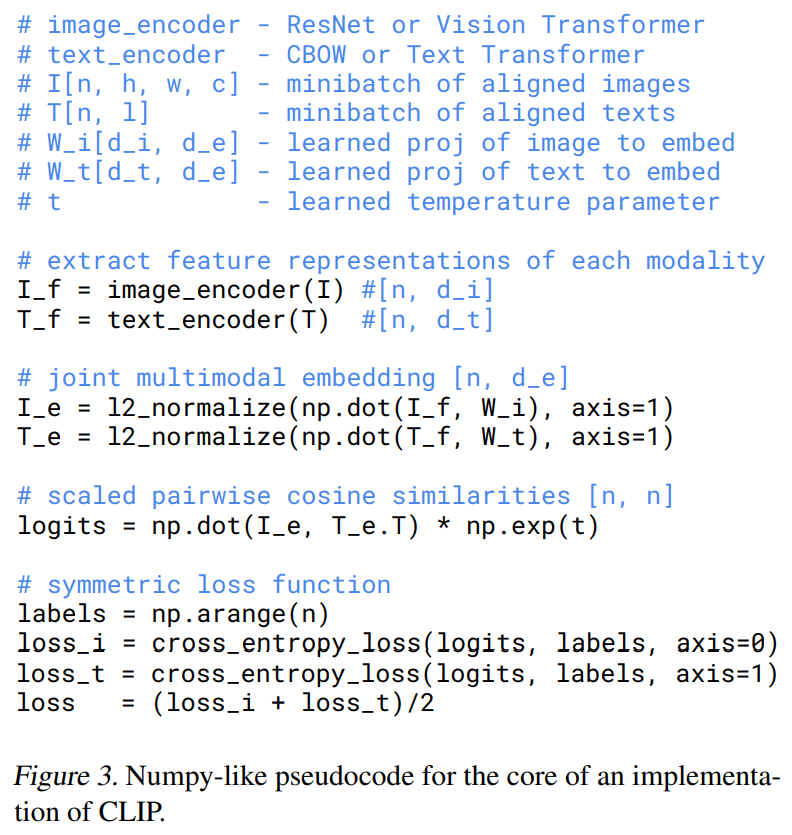 # image_encoder - ResNet or Vision Transformer
# text_encoder  - CBOW or Text Transformer
# I[n, h, w, c] - minibatch of aligned images
# T[n, l]       - minibatch of aligned texts
# W_i[d_i, d_e] - learned proj of image to embed
# W_t[d_t, d_e] - learned proj of text to embed
# t             - learned temperature parameter

# extract feature representations of each modality
I_f = image_encoder(I) #[n, d_i]
T_f = text_encoder(T)  #[n, d_t]

# joint multimodal embedding [n, d_e]
I_e = l2_normalize(np.dot(I_f, W_i), axis=1)
T_e = l2_normalize(np.dot(T_f, W_t), axis=1)

# scaled pairwise cosine similarities [n, n]
logits = np.dot(I_e, T_e.T) * np.exp(t)

# symmetric loss function
labels = np.arange(n)
loss_i = cross_entropy_loss(logits, labels, axis=0)
loss_t = cross_entropy_loss(logits, labels, axis=1)
loss   = (loss_i + loss_t)/2

Figure 3. Numpy-like pseudocode for the core of an implementa-
tion of CLIP.